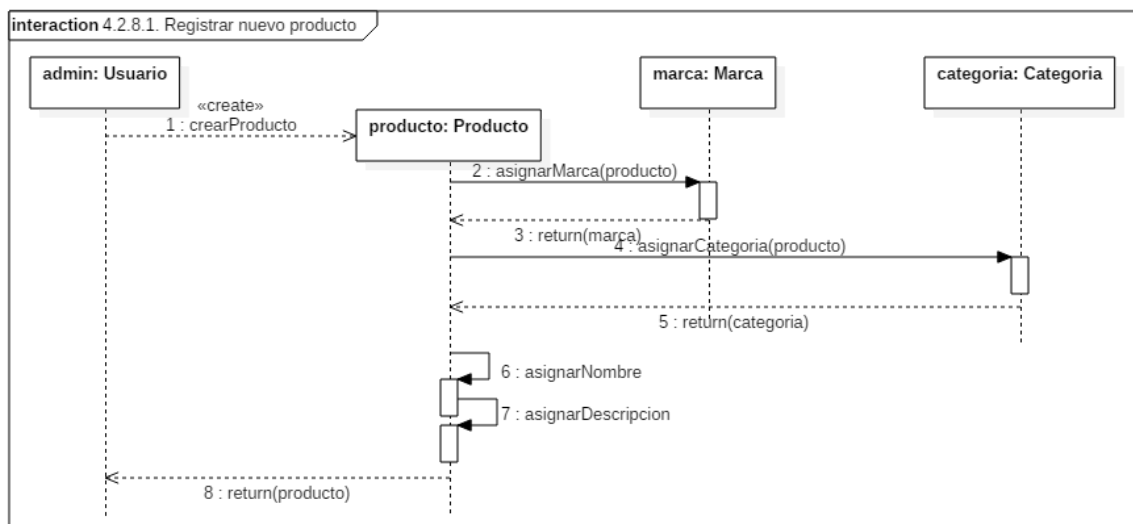 interaction 4.2.8.1. Registrar nuevo producto
admin: Usuario
marca: Marca
categoria: Categoria
«create»
1 : crearProducto
producto: Producto
2 : asignarMarca(producto)
3 : return(marca)
4 : asignarCategoria(producto)
5 : return(categoria)
6 : asignarNombre
7 : asignarDescripcion
8 : return(producto)